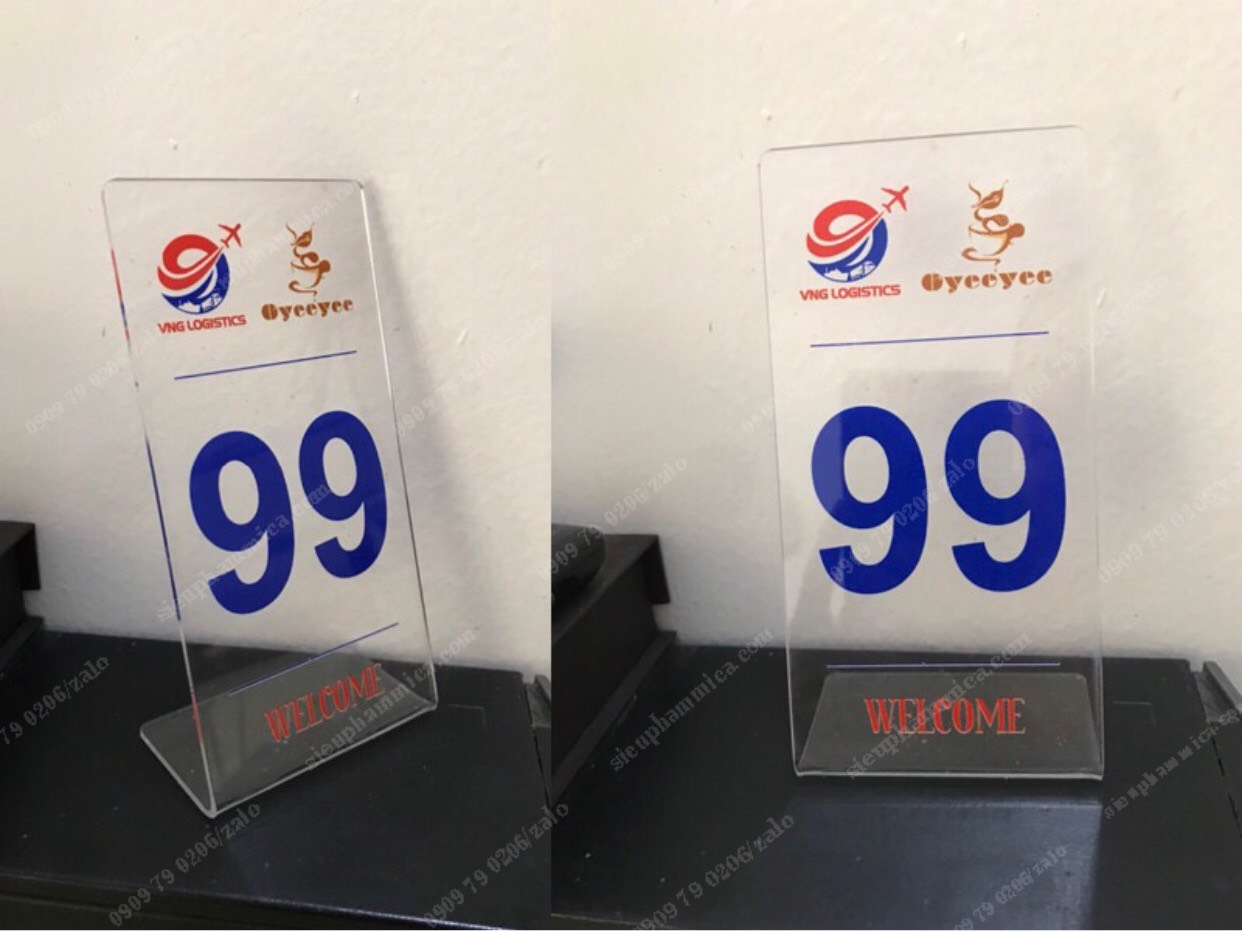 VNG LOGISTICS
Oyeeyee
99
WELCOME
VNG LOGISTICS
Oyeeyee
99
WELCOME
0909 79 0206/zalo
sieuphammica.com